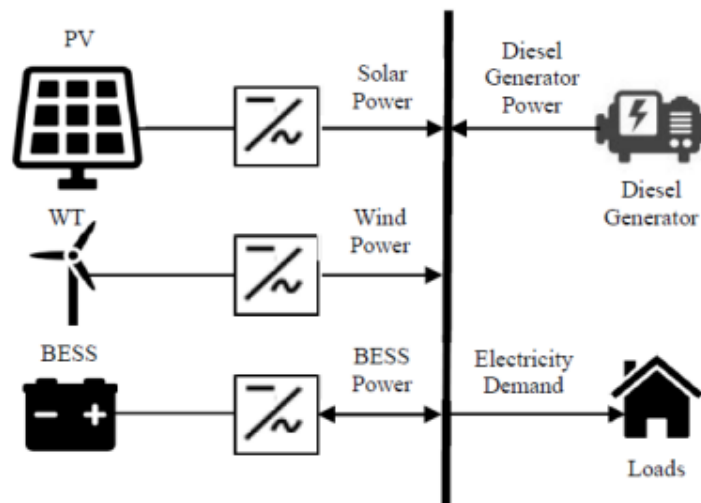 PV
Solar
Power
Diesel
Generator
Power
Diesel
Generator
WT
Wind
Power
BESS
BESS
Power
Electricity
Demand
Loads